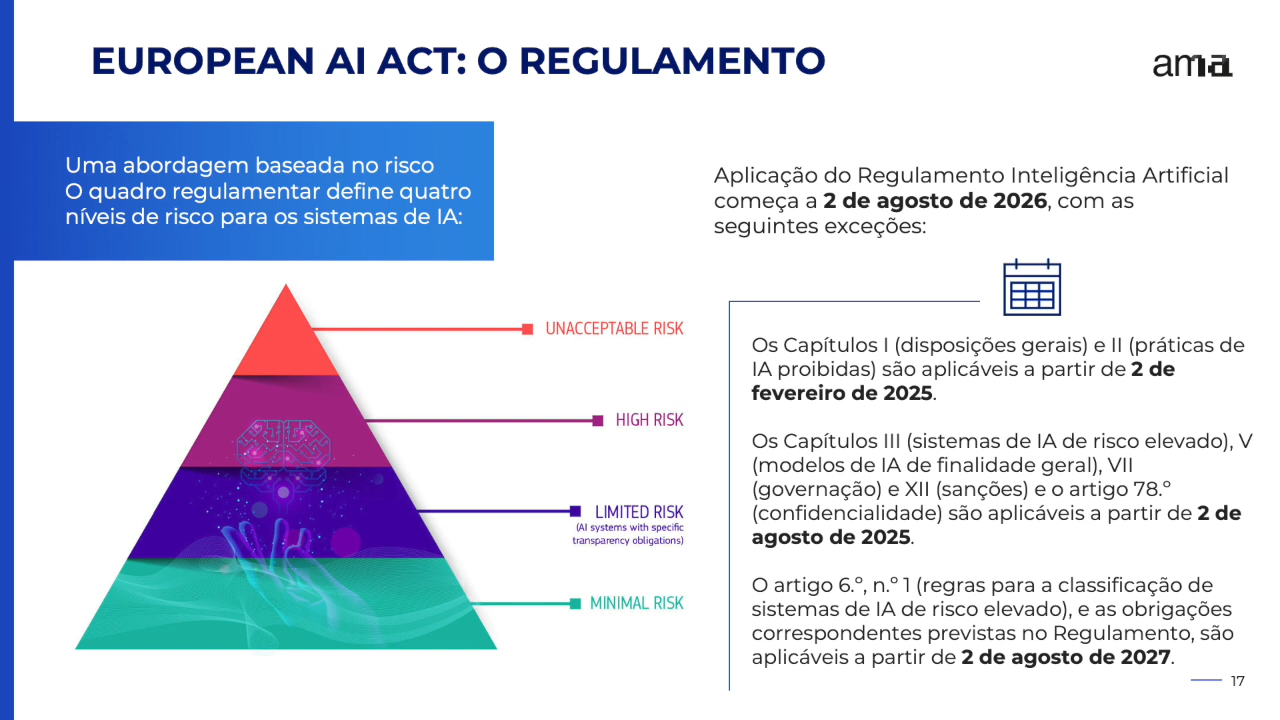 EUROPEAN AI ACT: O REGULAMENTO
ama
Uma abordagem baseada no risco
O quadro regulamentar define quatro
níveis de risco para os sistemas de IA:
UNACCEPTABLE RISK
HIGH RISK
LIMITED RISK
(AI systems with specific
transparency obligations)
MINIMAL RISK
Aplicação do Regulamento Inteligência Artificial
começa a 2 de agosto de 2026, com as
seguintes exceções:
Os Capítulos I (disposições gerais) e II (práticas de
IA proibidas) são aplicáveis a partir de 2 de
fevereiro de 2025.
Os Capítulos III (sistemas de IA de risco elevado), V
(modelos de IA de finalidade geral), VII
(governação) e XII (sanções) e o artigo 78.º
(confidencialidade) são aplicáveis a partir de 2 de
agosto de 2025.
O artigo 6.º, n.º 1 (regras para a classificação de
sistemas de IA de risco elevado), e as obrigações
correspondentes previstas no Regulamento, são
aplicáveis a partir de 2 de agosto de 2027.
17